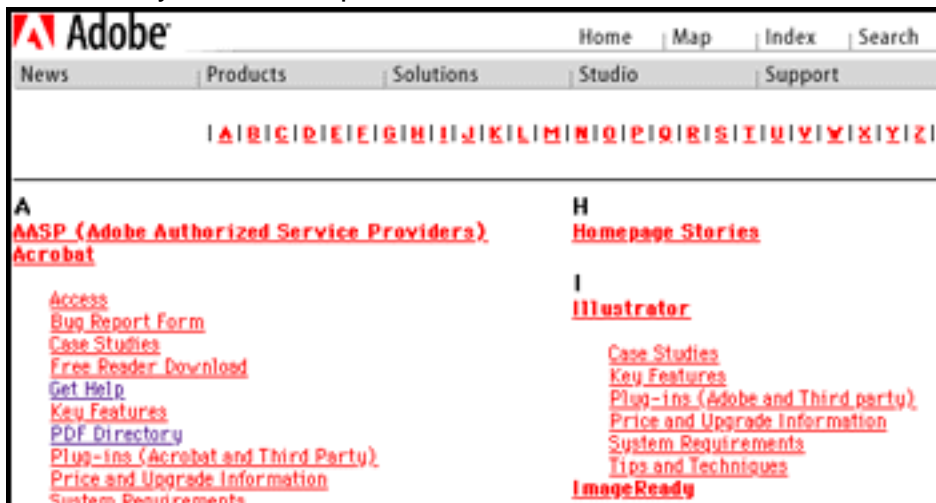 Adobe
Home | Map | Index | Search
News | Products | Solutions | Studio | Support
| A | B | C | D | E | F | G | H | I | J | K | L | M | N | O | P | Q | R | S | T | U | V | W | X | Y | Z |
A
AASP (Adobe Authorized Service Providers)
Acrobat
Access
Bug Report Form
Case Studies
Free Reader Download
Get Help
Key Features
PDF Directory
Plug-ins (Acrobat and Third Party)
Price and Upgrade Information
System Requirements
H
Homepage Stories
I
Illustrator
Case Studies
Key Features
Plug-ins (Adobe and Third party)
Price and Upgrade Information
System Requirements
Tips and Techniques
ImageReady